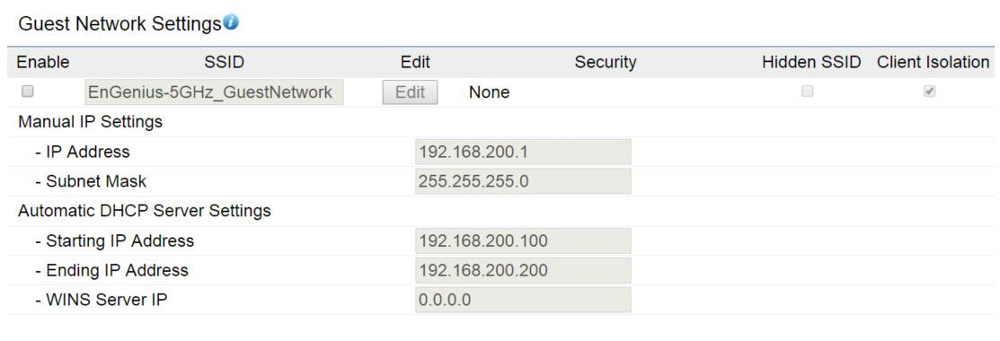 Guest Network Settings
Enable SSID Edit Security Hidden SSID Client Isolation
EnGenius-5GHz_GuestNetwork Edit None
Manual IP Settings
- IP Address 192.168.200.1
- Subnet Mask 255.255.255.0
Automatic DHCP Server Settings
- Starting IP Address 192.168.200.100
- Ending IP Address 192.168.200.200
- WINS Server IP 0.0.0.0